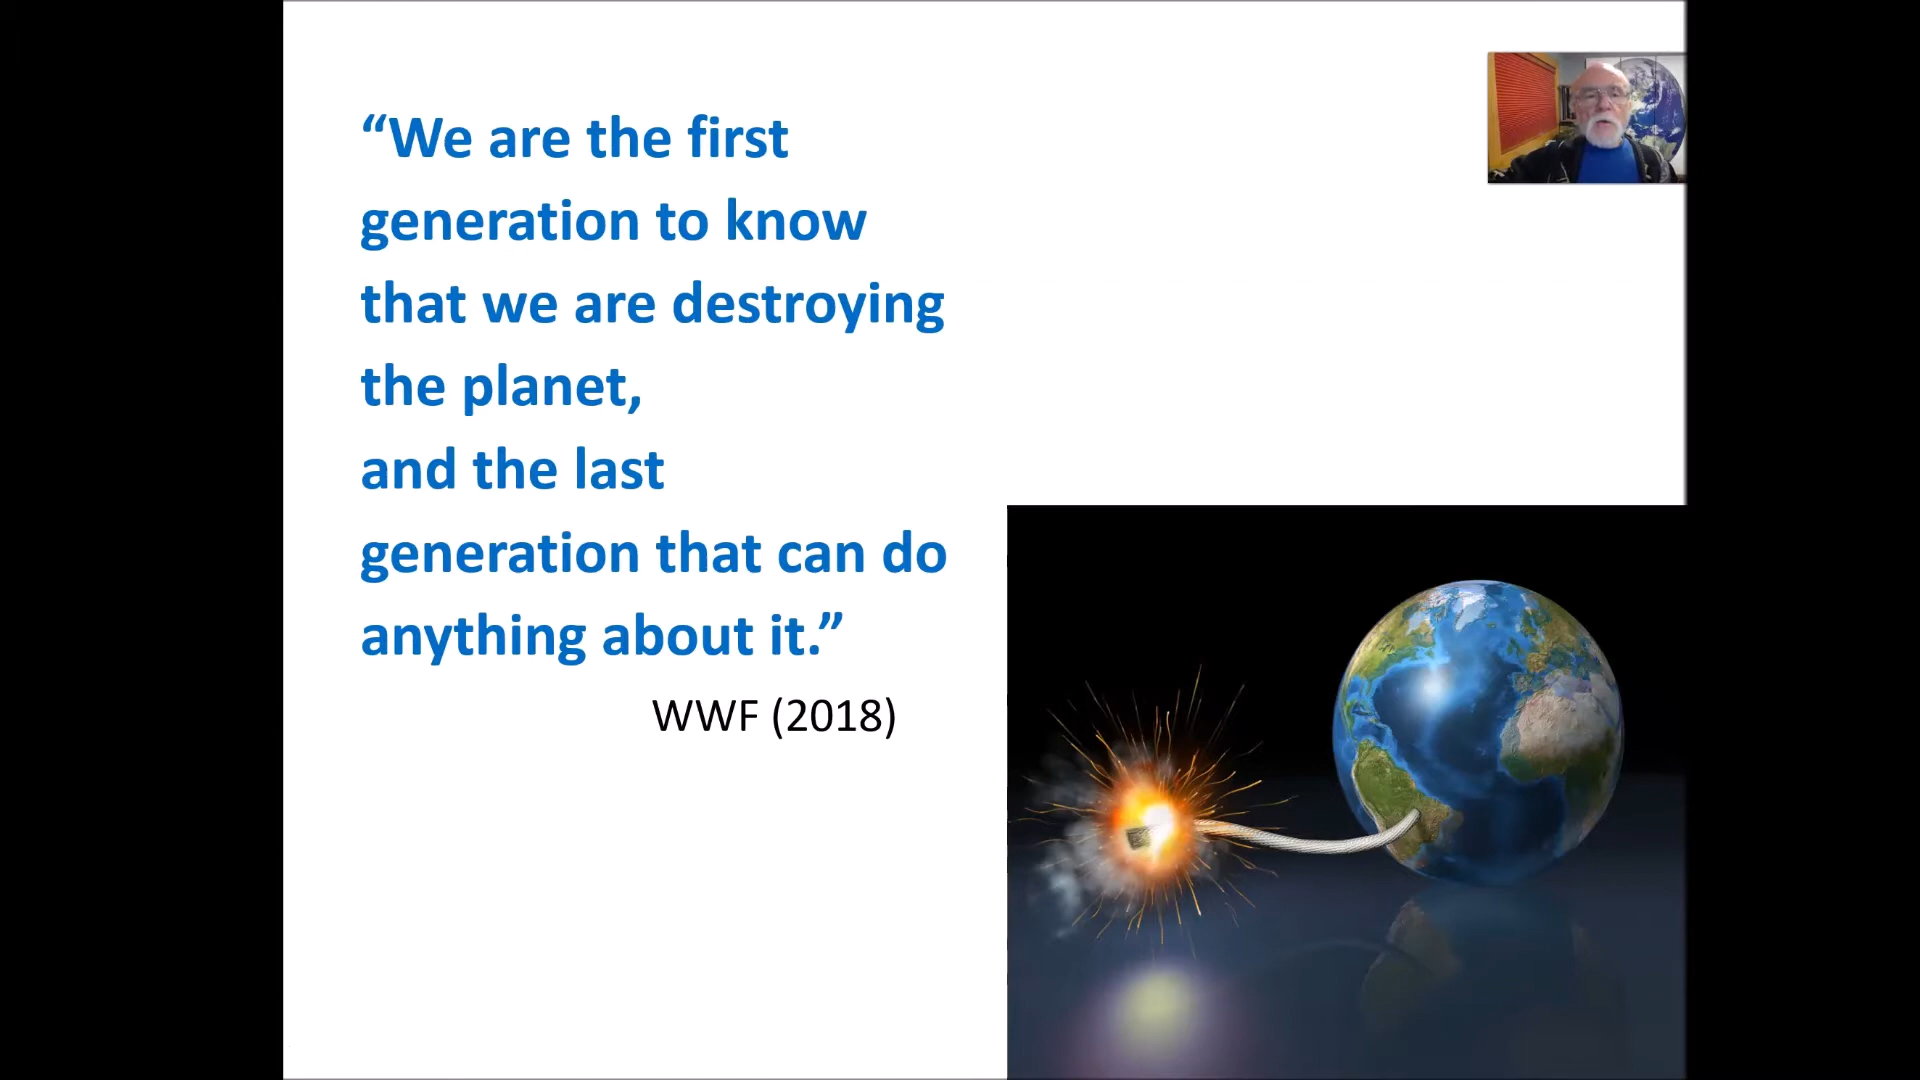 “We are the first
generation to know
that we are destroying
the planet,
and the last
generation that can do
anything about it.”
WWF (2018)